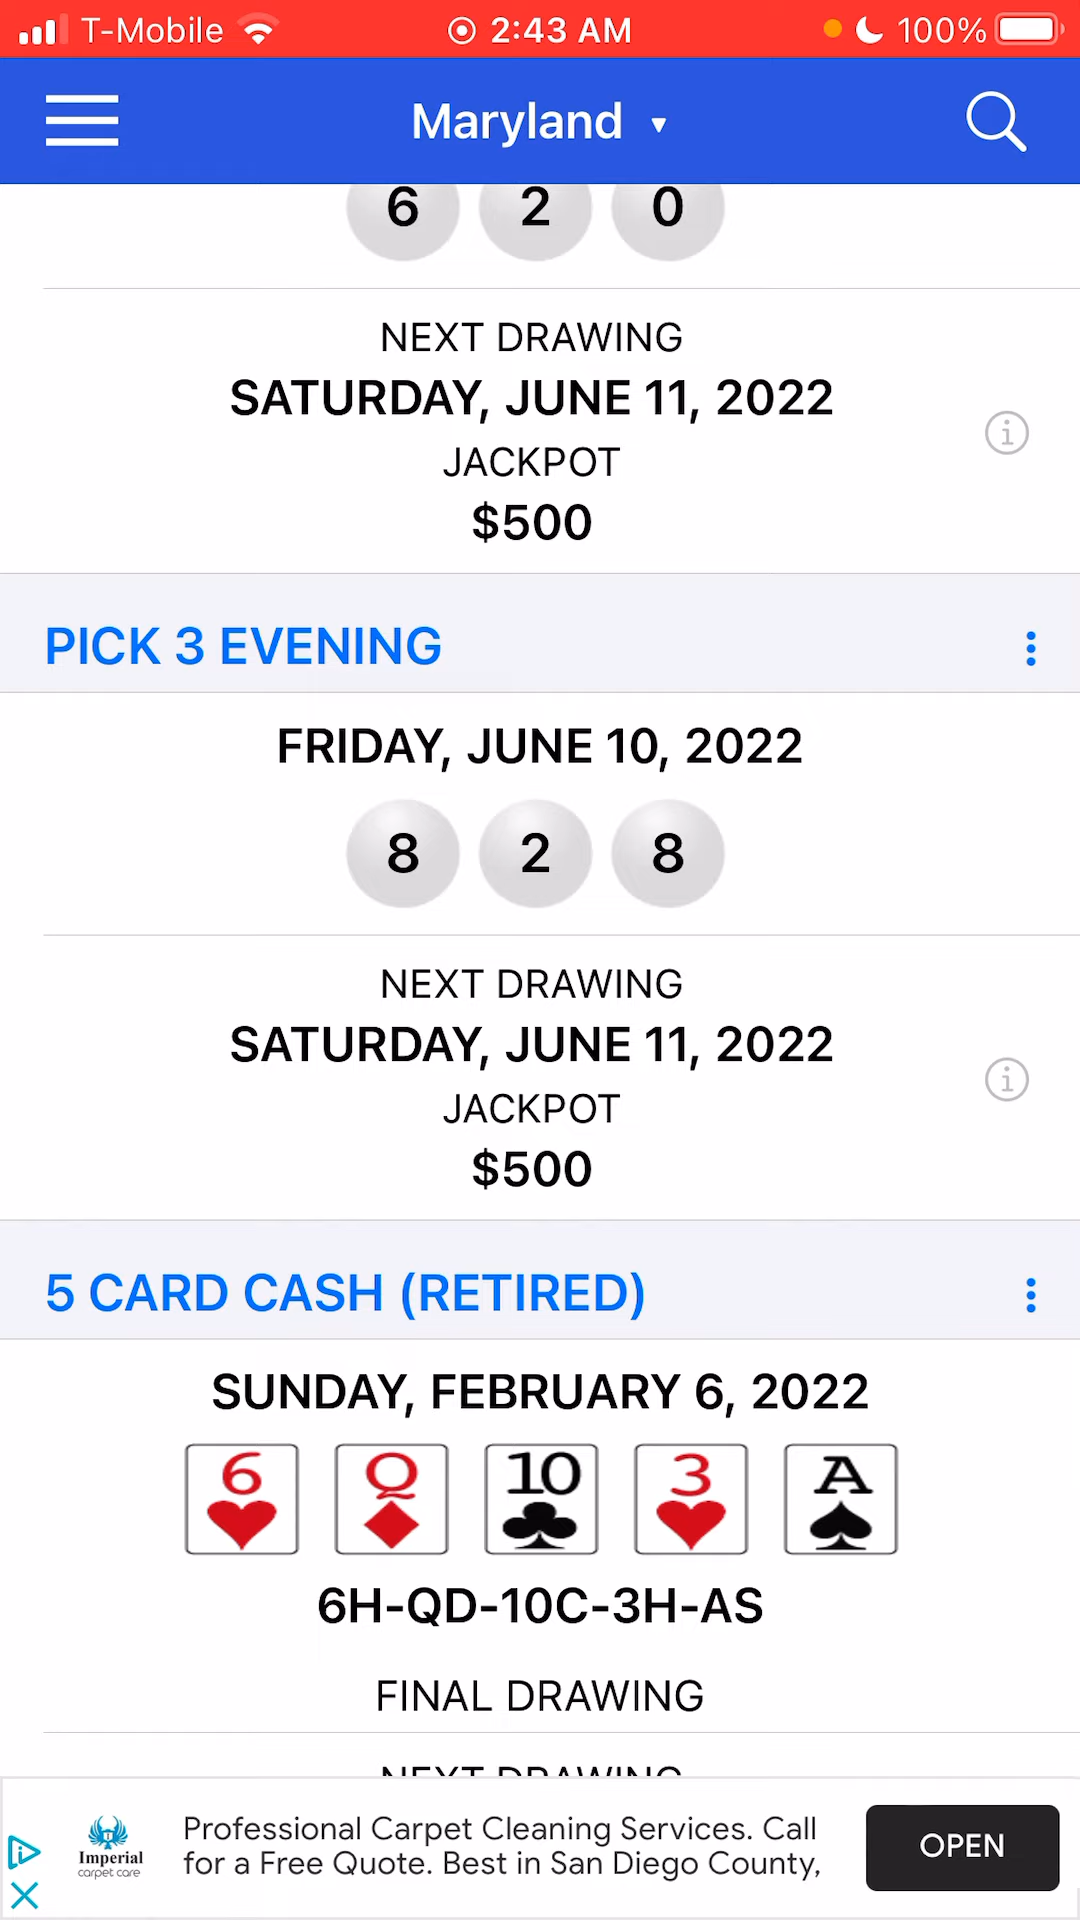 T-Mobile 2:43 AM 100%
Maryland ▾
6 2 0
NEXT DRAWING
SATURDAY, JUNE 11, 2022
JACKPOT
$500
PICK 3 EVENING
FRIDAY, JUNE 10, 2022
8 2 8
NEXT DRAWING
SATURDAY, JUNE 11, 2022
JACKPOT
$500
5 CARD CASH (RETIRED)
SUNDAY, FEBRUARY 6, 2022
6 Q 10 3 A
6H-QD-10C-3H-AS
FINAL DRAWING
NEXT DRAWING
Imperial
carpet care
Professional Carpet Cleaning Services. Call
for a Free Quote. Best in San Diego County,
OPEN